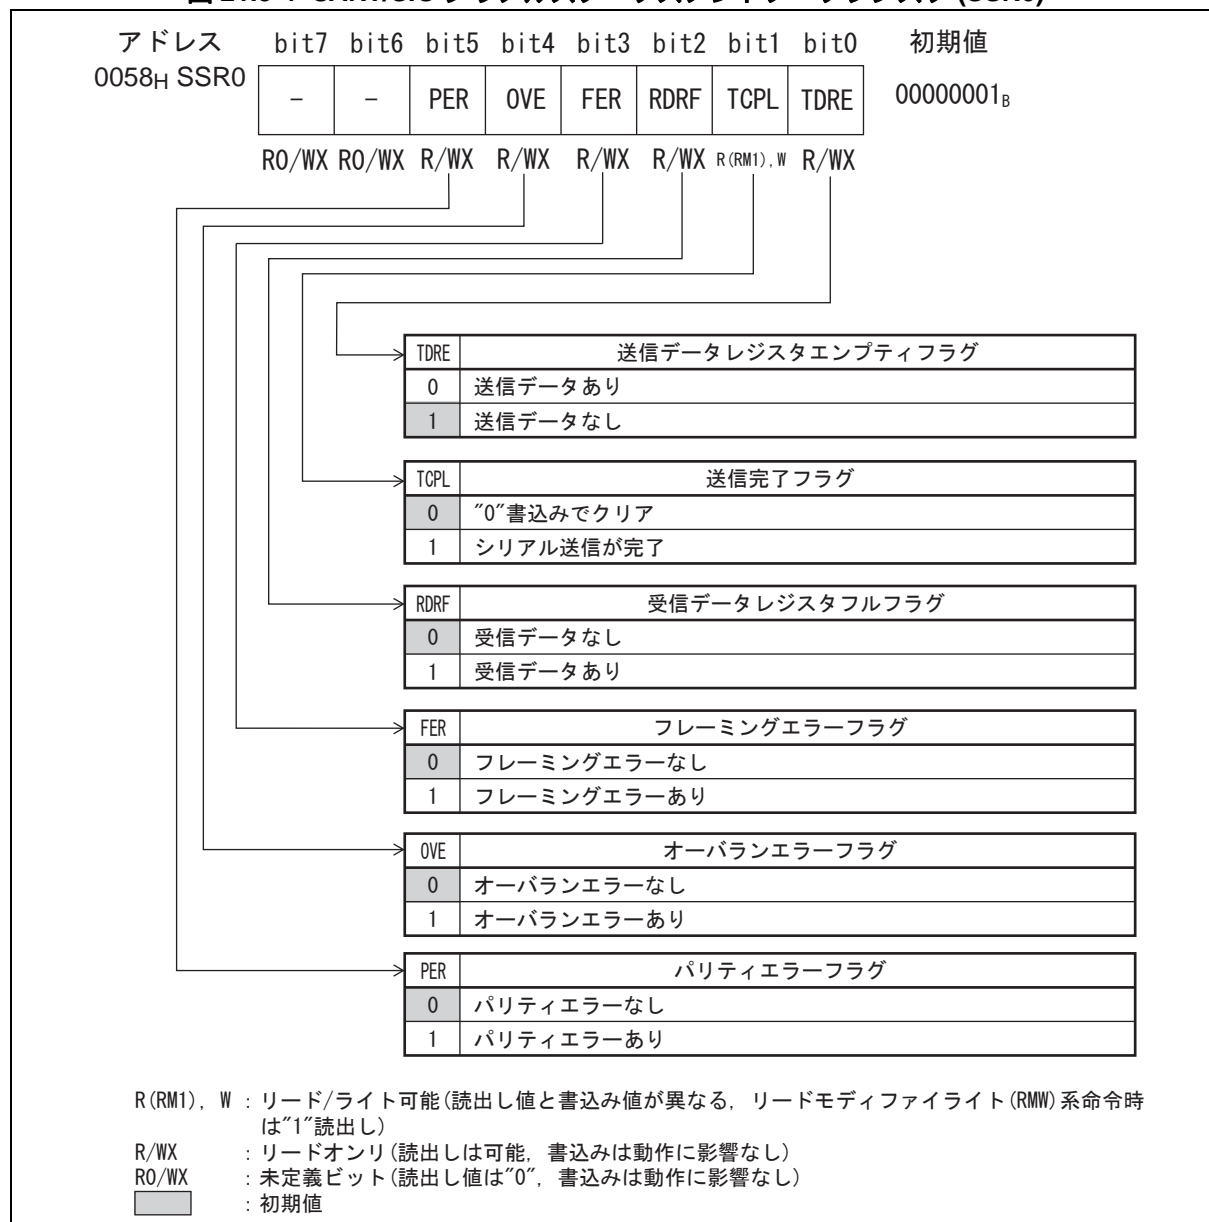 アドレス bit7 bit6 bit5 bit4 bit3 bit2 bit1 bit0 初期値
0058H SSR0 - - PER OVE FER RDRF TCPL TDRE 00000001B
R0/WX R0/WX R/WX R/WX R/WX R/WX R(RM1),W R/WX
TDRE 送信データレジスタエンプティフラグ
0 送信データあり
1 送信データなし
TCPL 送信完了フラグ
0 "0"書込みでクリア
1 シリアル送信が完了
RDRF 受信データレジスタフルフラグ
0 受信データなし
1 受信データあり
FER フレーミングエラーフラグ
0 フレーミングエラーなし
1 フレーミングエラーあり
OVE オーバランエラーフラグ
0 オーバランエラーなし
1 オーバランエラーあり
PER パリティエラーフラグ
0 パリティエラーなし
1 パリティエラーあり
R(RM1), W : リード/ライト可能(読出し値と書込み値が異なる, リードモディファイライト(RMW)系命令時
は"1"読出し)
R/WX : リードオンリ(読出しは可能, 書込みは動作に影響なし)
R0/WX : 未定義ビット(読出し値は"0", 書込みは動作に影響なし)
: 初期値